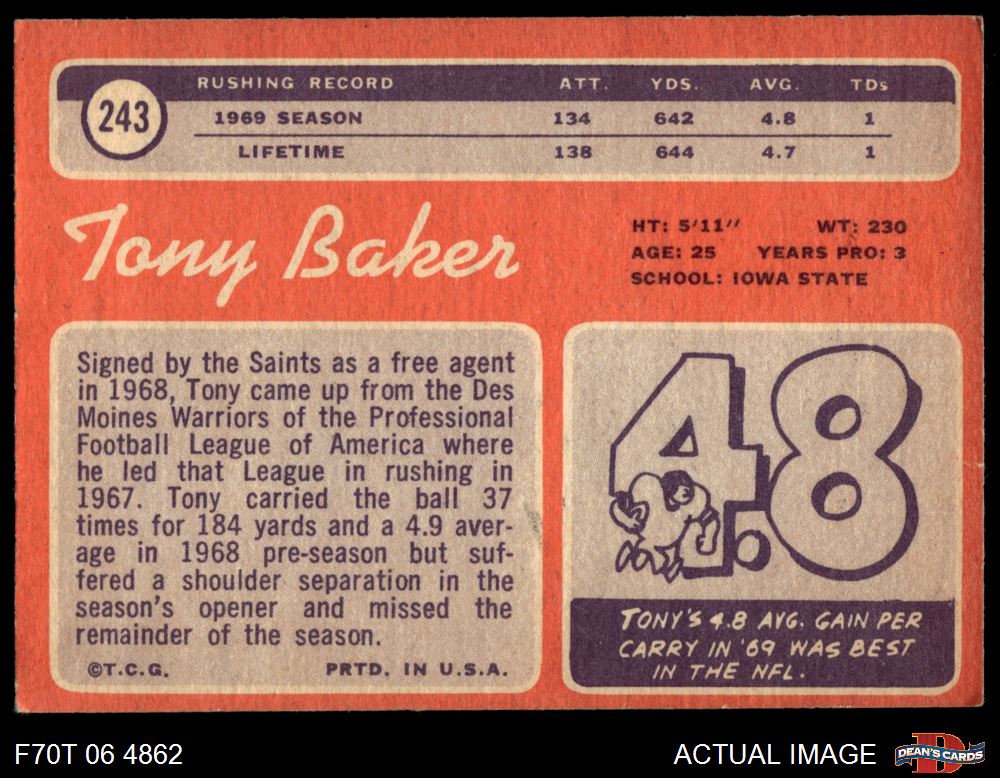 243
RUSHING RECORD ATT. YDS. AVG. TDs
1969 SEASON 134 642 4.8 1
LIFETIME 138 644 4.7 1
Tony Baker
HT: 5'11" WT: 230
AGE: 25 YEARS PRO: 3
SCHOOL: IOWA STATE
Signed by the Saints as a free agent
in 1968, Tony came up from the Des
Moines Warriors of the Professional
Football League of America where
he led that League in rushing in
1967. Tony carried the ball 37
times for 184 yards and a 4.9 aver-
age in 1968 pre-season but suf-
fered a shoulder separation in the
season's opener and missed the
remainder of the season.
©T.C.G. PRTD. IN U.S.A.
4.8
TONY'S 4.8 AVG. GAIN PER
CARRY IN '69 WAS BEST
IN THE NFL.
F70T 06 4862
ACTUAL IMAGE
DEAN'S CARDS